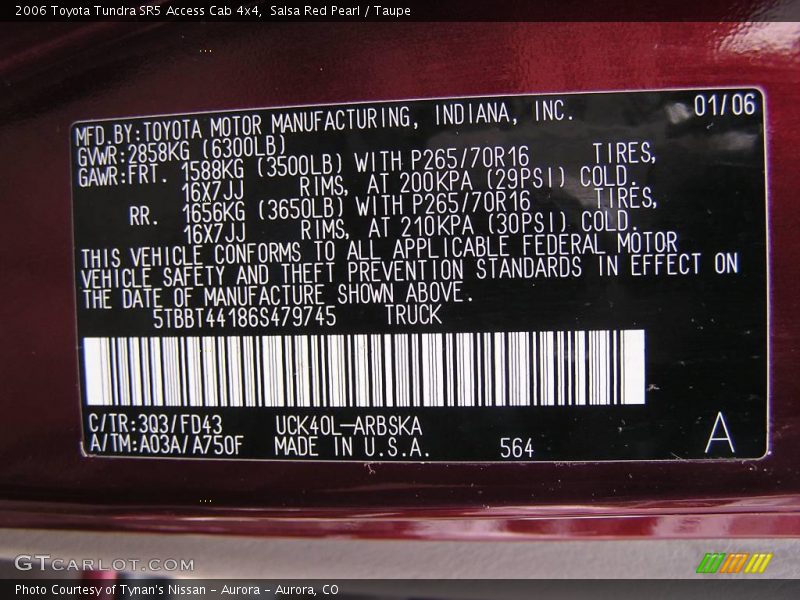 2006 Toyota Tundra SR5 Access Cab 4x4,  Salsa Red Pearl / Taupe
01/06
MFD.BY:TOYOTA MOTOR MANUFACTURING, INDIANA, INC.
GVWR:2858KG (6300LB)
GAWR:FRT. 1588KG (3500LB) WITH P265/70R16 TIRES,
16X7JJ RIMS, AT 200KPA (29PSI) COLD.
RR. 1656KG (3650LB) WITH P265/70R16 TIRES,
16X7JJ RIMS, AT 210KPA (30PSI) COLD.
THIS VEHICLE CONFORMS TO ALL APPLICABLE FEDERAL MOTOR
VEHICLE SAFETY AND THEFT PREVENTION STANDARDS IN EFFECT ON
THE DATE OF MANUFACTURE SHOWN ABOVE.
5TBBT44186S479745 TRUCK
C/TR:3Q3/FD43 UCK40L-ARBSKA
A/TM:A03A/A750F MADE IN U.S.A. 564 A
GTCARLOT.COM
Photo Courtesy of Tynan's Nissan - Aurora - Aurora, CO